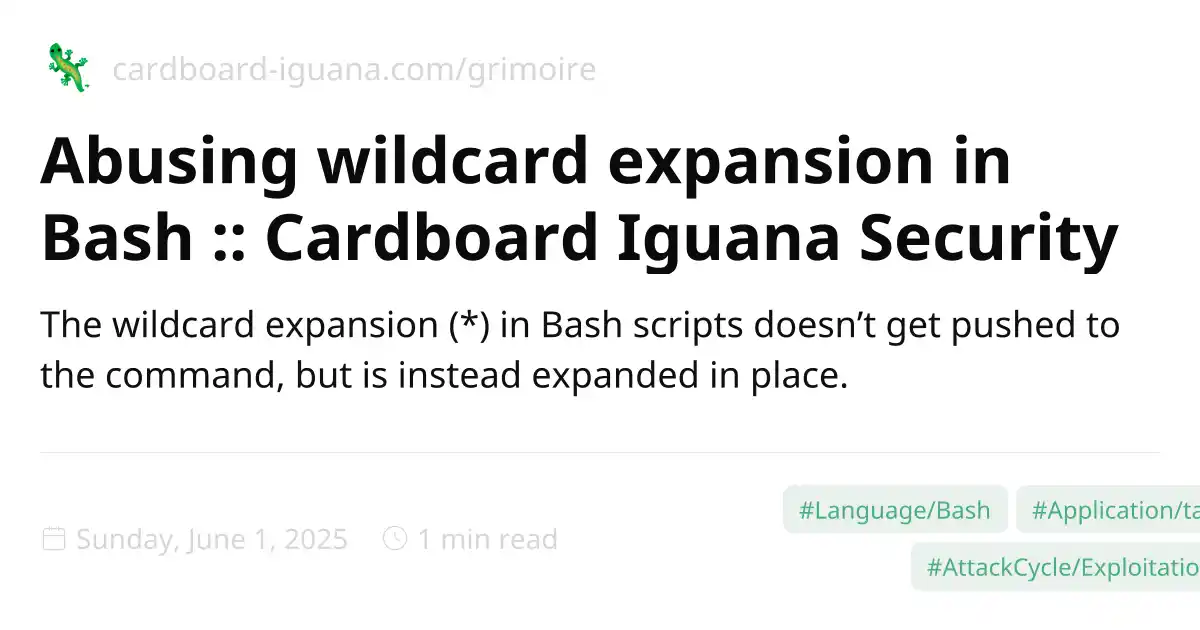 cardboard-iguana.com/grimoire
Abusing wildcard expansion in
Bash :: Cardboard Iguana Security
The wildcard expansion (*) in Bash scripts doesn’t get pushed to
the command, but is instead expanded in place.
Sunday, June 1, 2025 1 min read
#Language/Bash #Application/ta
#AttackCycle/Exploitatio